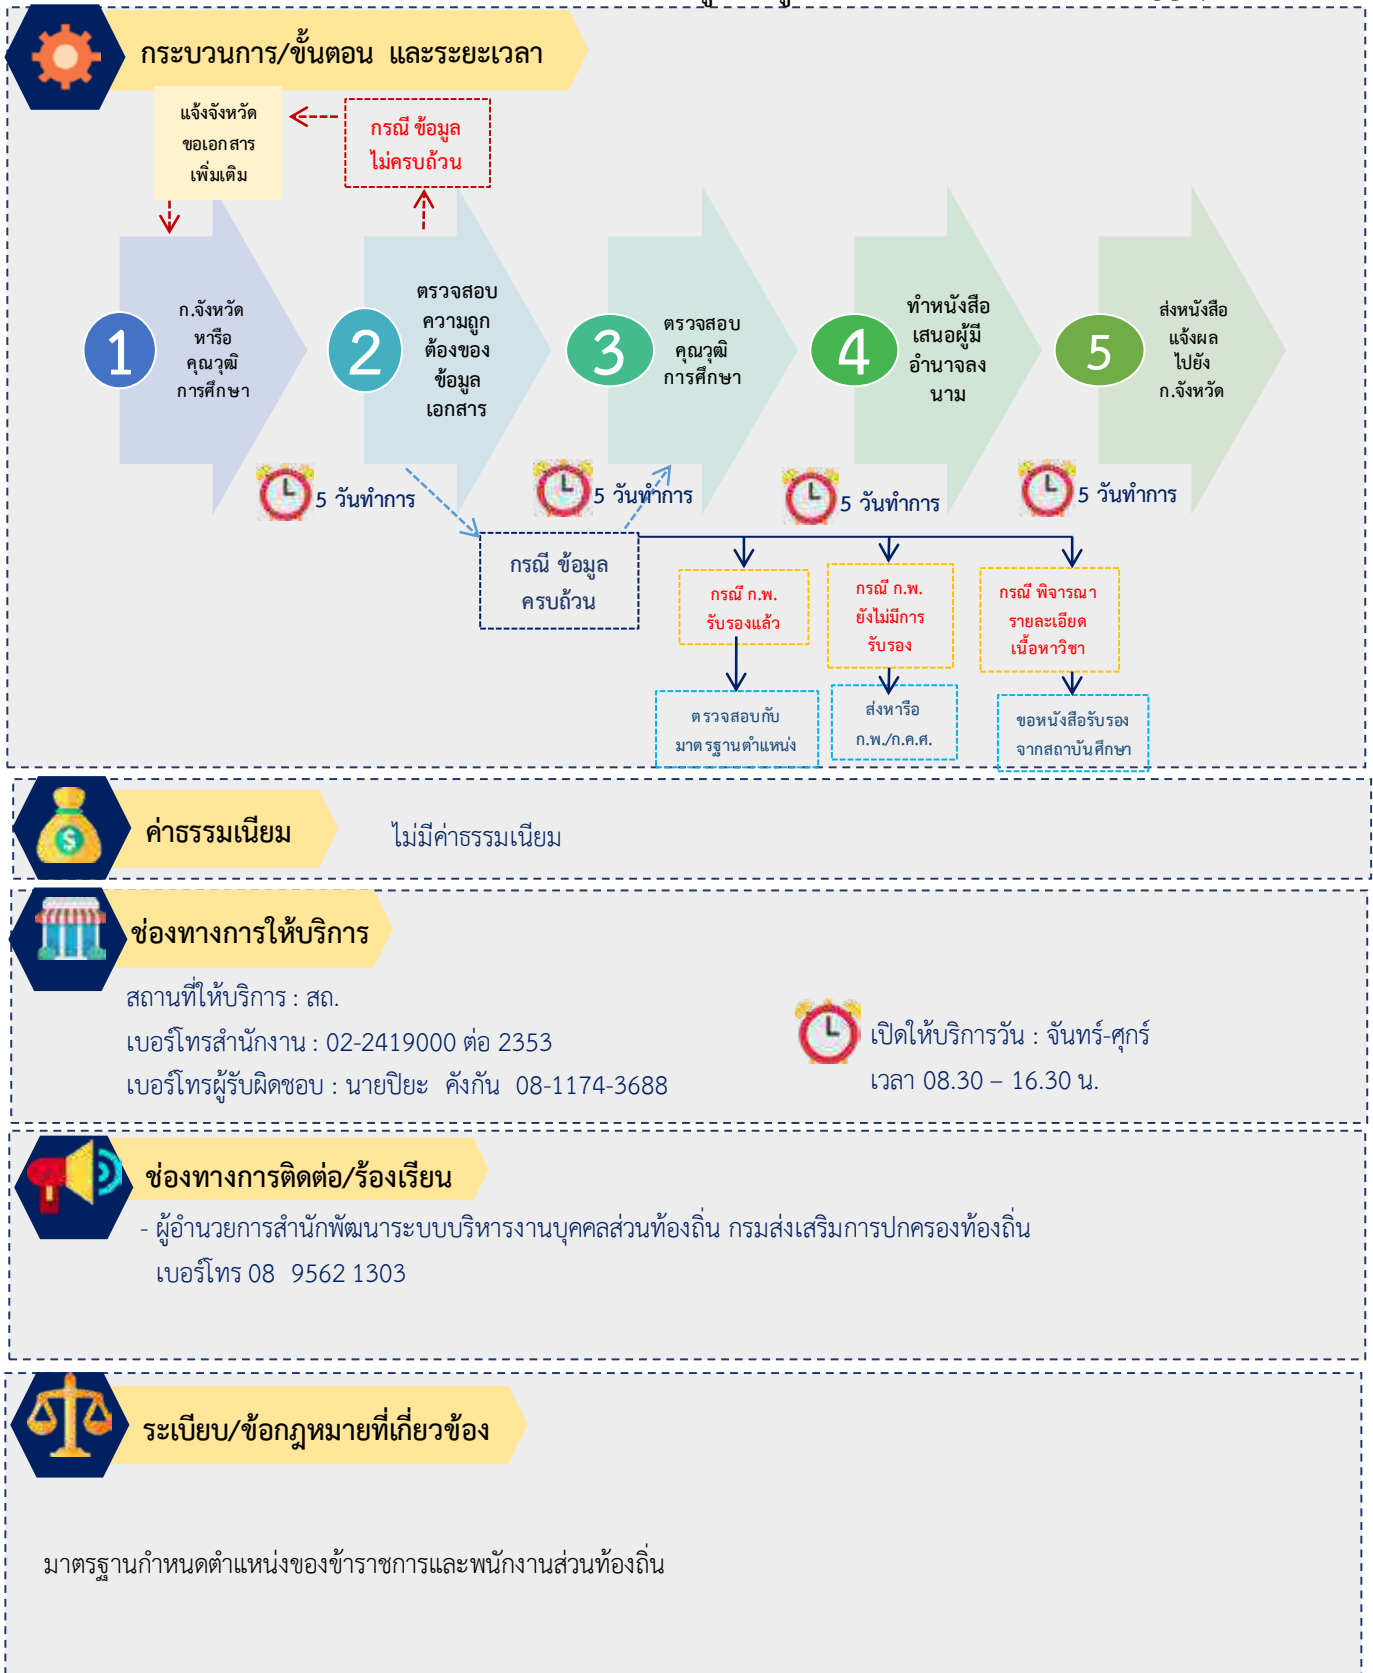 กระบวนการ/ขั้นตอน และระยะเวลา
แจ้งจังหวัด
ขอเอกสาร
เพิ่มเติม
กรณี ข้อมูล
ไม่ครบถ้วน
1
ก.จังหวัด
หารือ
คุณวุฒิ
การศึกษา
2
ตรวจสอบ
ความถูก
ต้องของ
ข้อมูล
เอกสาร
3
ตรวจสอบ
คุณวุฒิ
การศึกษา
4
ทำหนังสือ
เสนอผู้มี
อำนาจลง
นาม
5
ส่งหนังสือ
แจ้งผล
ไปยัง
ก.จังหวัด
5 วันทำการ
5 วันทำการ
5 วันทำการ
5 วันทำการ
กรณี ข้อมูล
ครบถ้วน
กรณี ก.พ.
รับรองแล้ว
กรณี ก.พ.
ยังไม่มีการ
รับรอง
กรณี พิจารณา
รายละเอียด
เนื้อหาวิชา
ตรวจสอบกับ
มาตรฐานตำแหน่ง
ส่งหารือ
ก.พ./ก.ค.ศ.
ขอหนังสือรับรอง
จากสถาบันศึกษา
ค่าธรรมเนียม
ไม่มีค่าธรรมเนียม
ช่องทางการให้บริการ
สถานที่ให้บริการ : สถ.
เบอร์โทรสำนักงาน : 02-2419000 ต่อ 2353
เบอร์โทรผู้รับผิดชอบ : นายปิยะ คังกัน 08-1174-3688
เปิดให้บริการวัน : จันทร์-ศุกร์
เวลา 08.30 – 16.30 น.
ช่องทางการติดต่อ/ร้องเรียน
- ผู้อำนวยการสำนักพัฒนาระบบบริหารงานบุคคลส่วนท้องถิ่น กรมส่งเสริมการปกครองท้องถิ่น
เบอร์โทร 08 9562 1303
ระเบียบ/ข้อกฎหมายที่เกี่ยวข้อง
มาตรฐานกำหนดตำแหน่งของข้าราชการและพนักงานส่วนท้องถิ่น